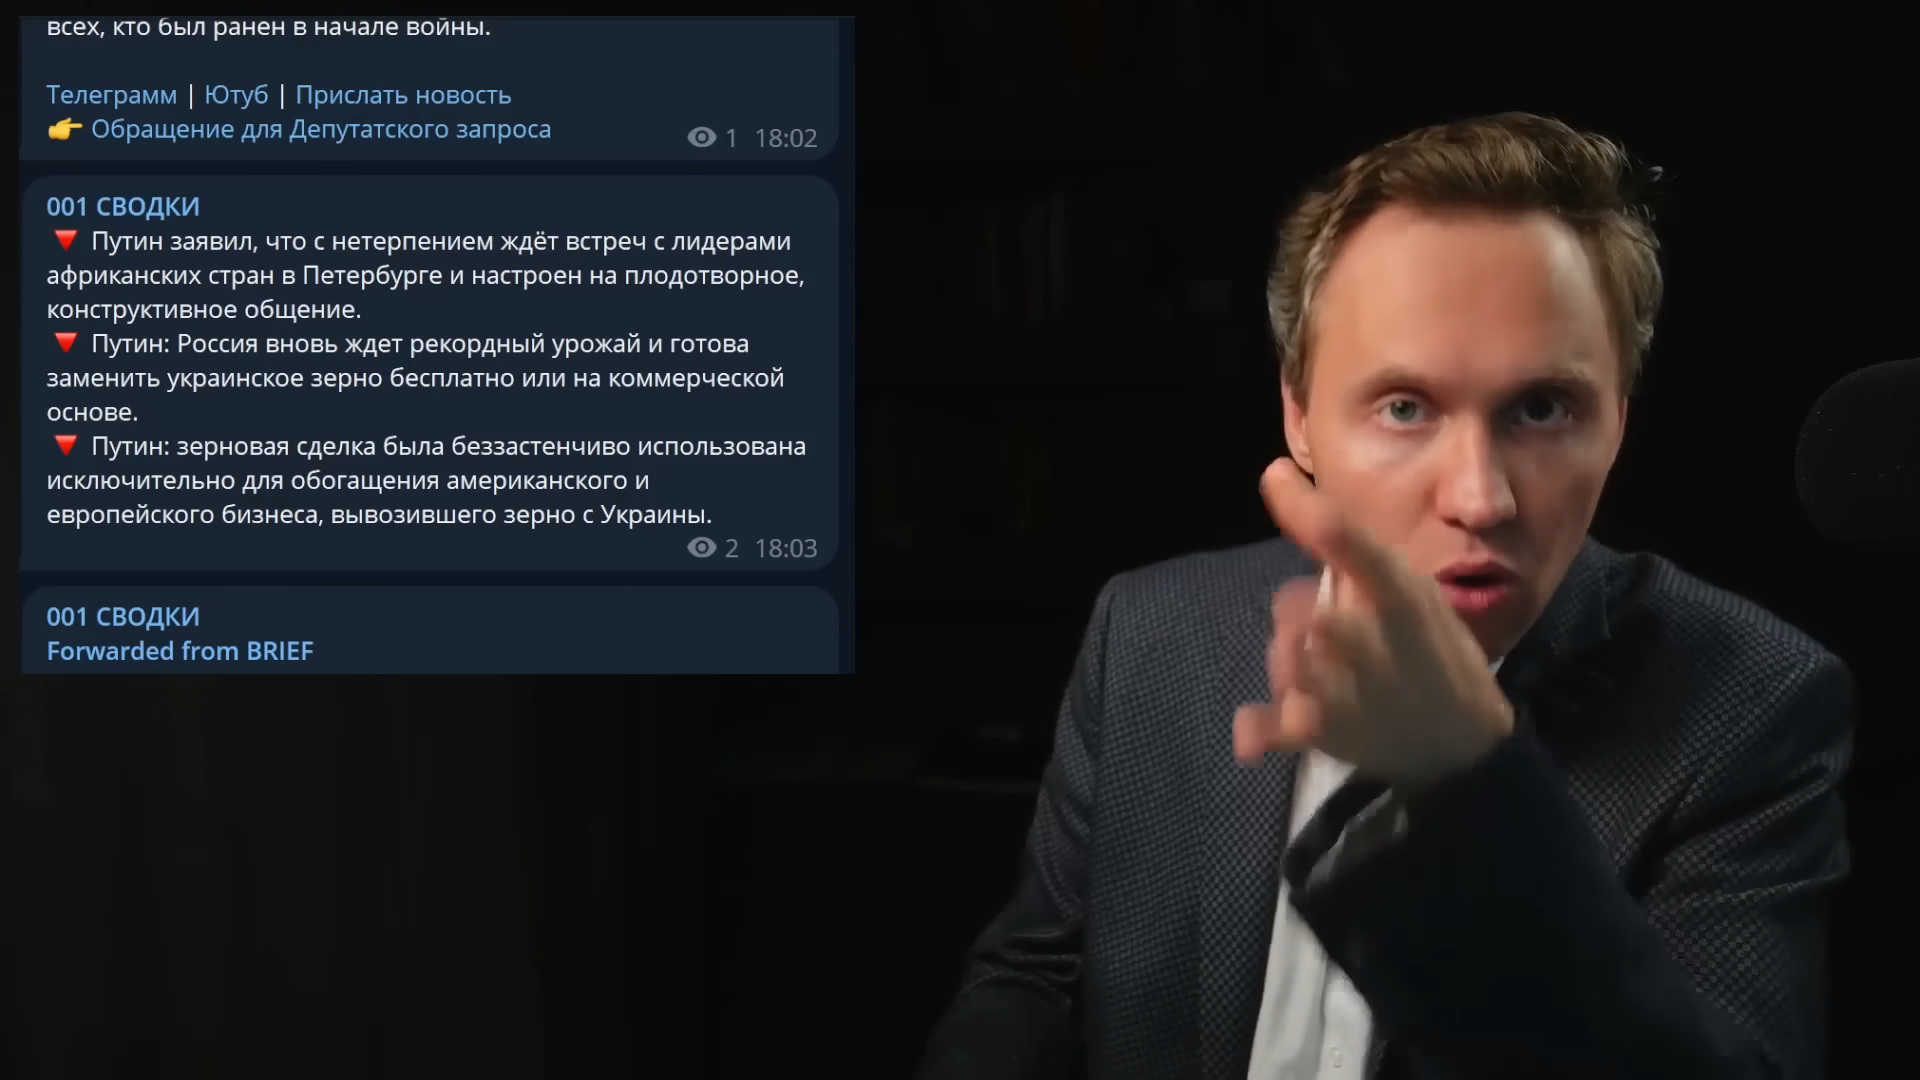 всех, кто был ранен в начале войны.
Телеграмм | Ютуб | Прислать новость
👉 Обращение для Депутатского запроса
1 18:02
001 СВОДКИ
🔻 Путин заявил, что с нетерпением ждёт встреч с лидерами
африканских стран в Петербурге и настроен на плодотворное,
конструктивное общение.
🔻 Путин: Россия вновь ждет рекордный урожай и готова
заменить украинское зерно бесплатно или на коммерческой
основе.
🔻 Путин: зерновая сделка была беззастенчиво использована
исключительно для обогащения американского и
европейского бизнеса, вывозившего зерно с Украины.
2 18:03
001 СВОДКИ
Forwarded from BRIEF